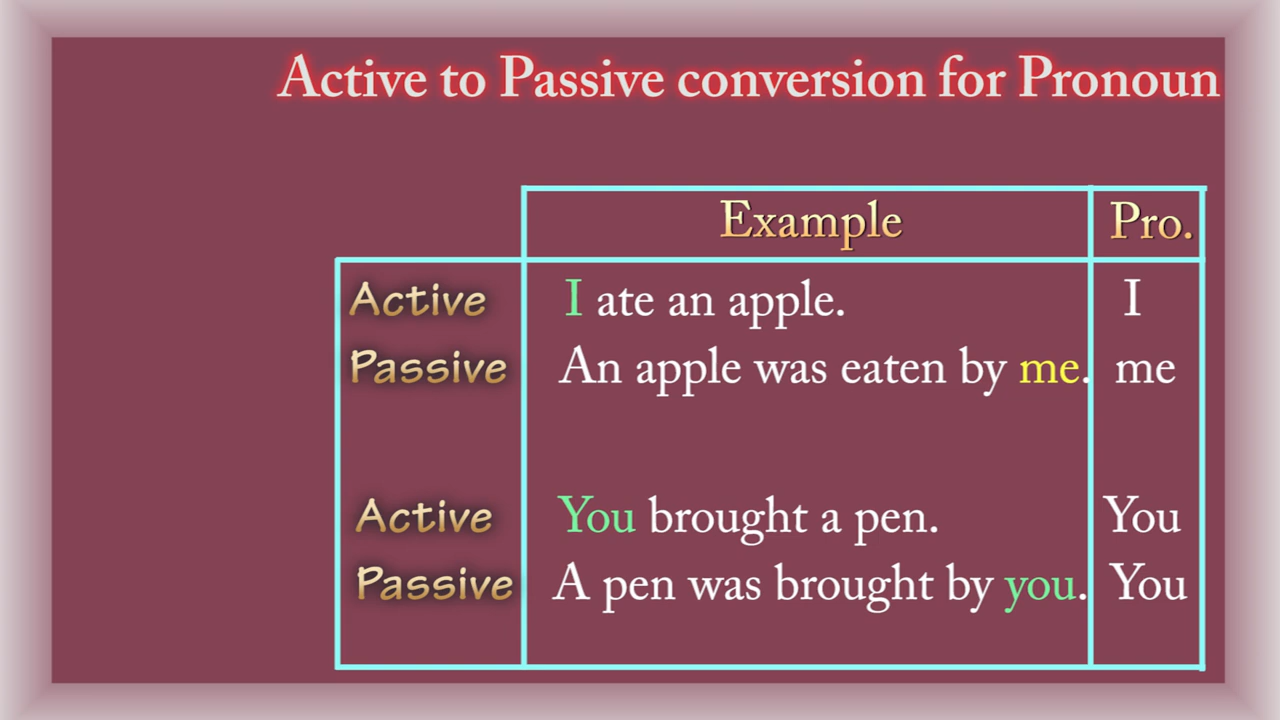 Active to Passive conversion for Pronoun
Example Pro.
Active I ate an apple. I
Passive An apple was eaten by me. me
Active You brought a pen. You
Passive A pen was brought by you. You